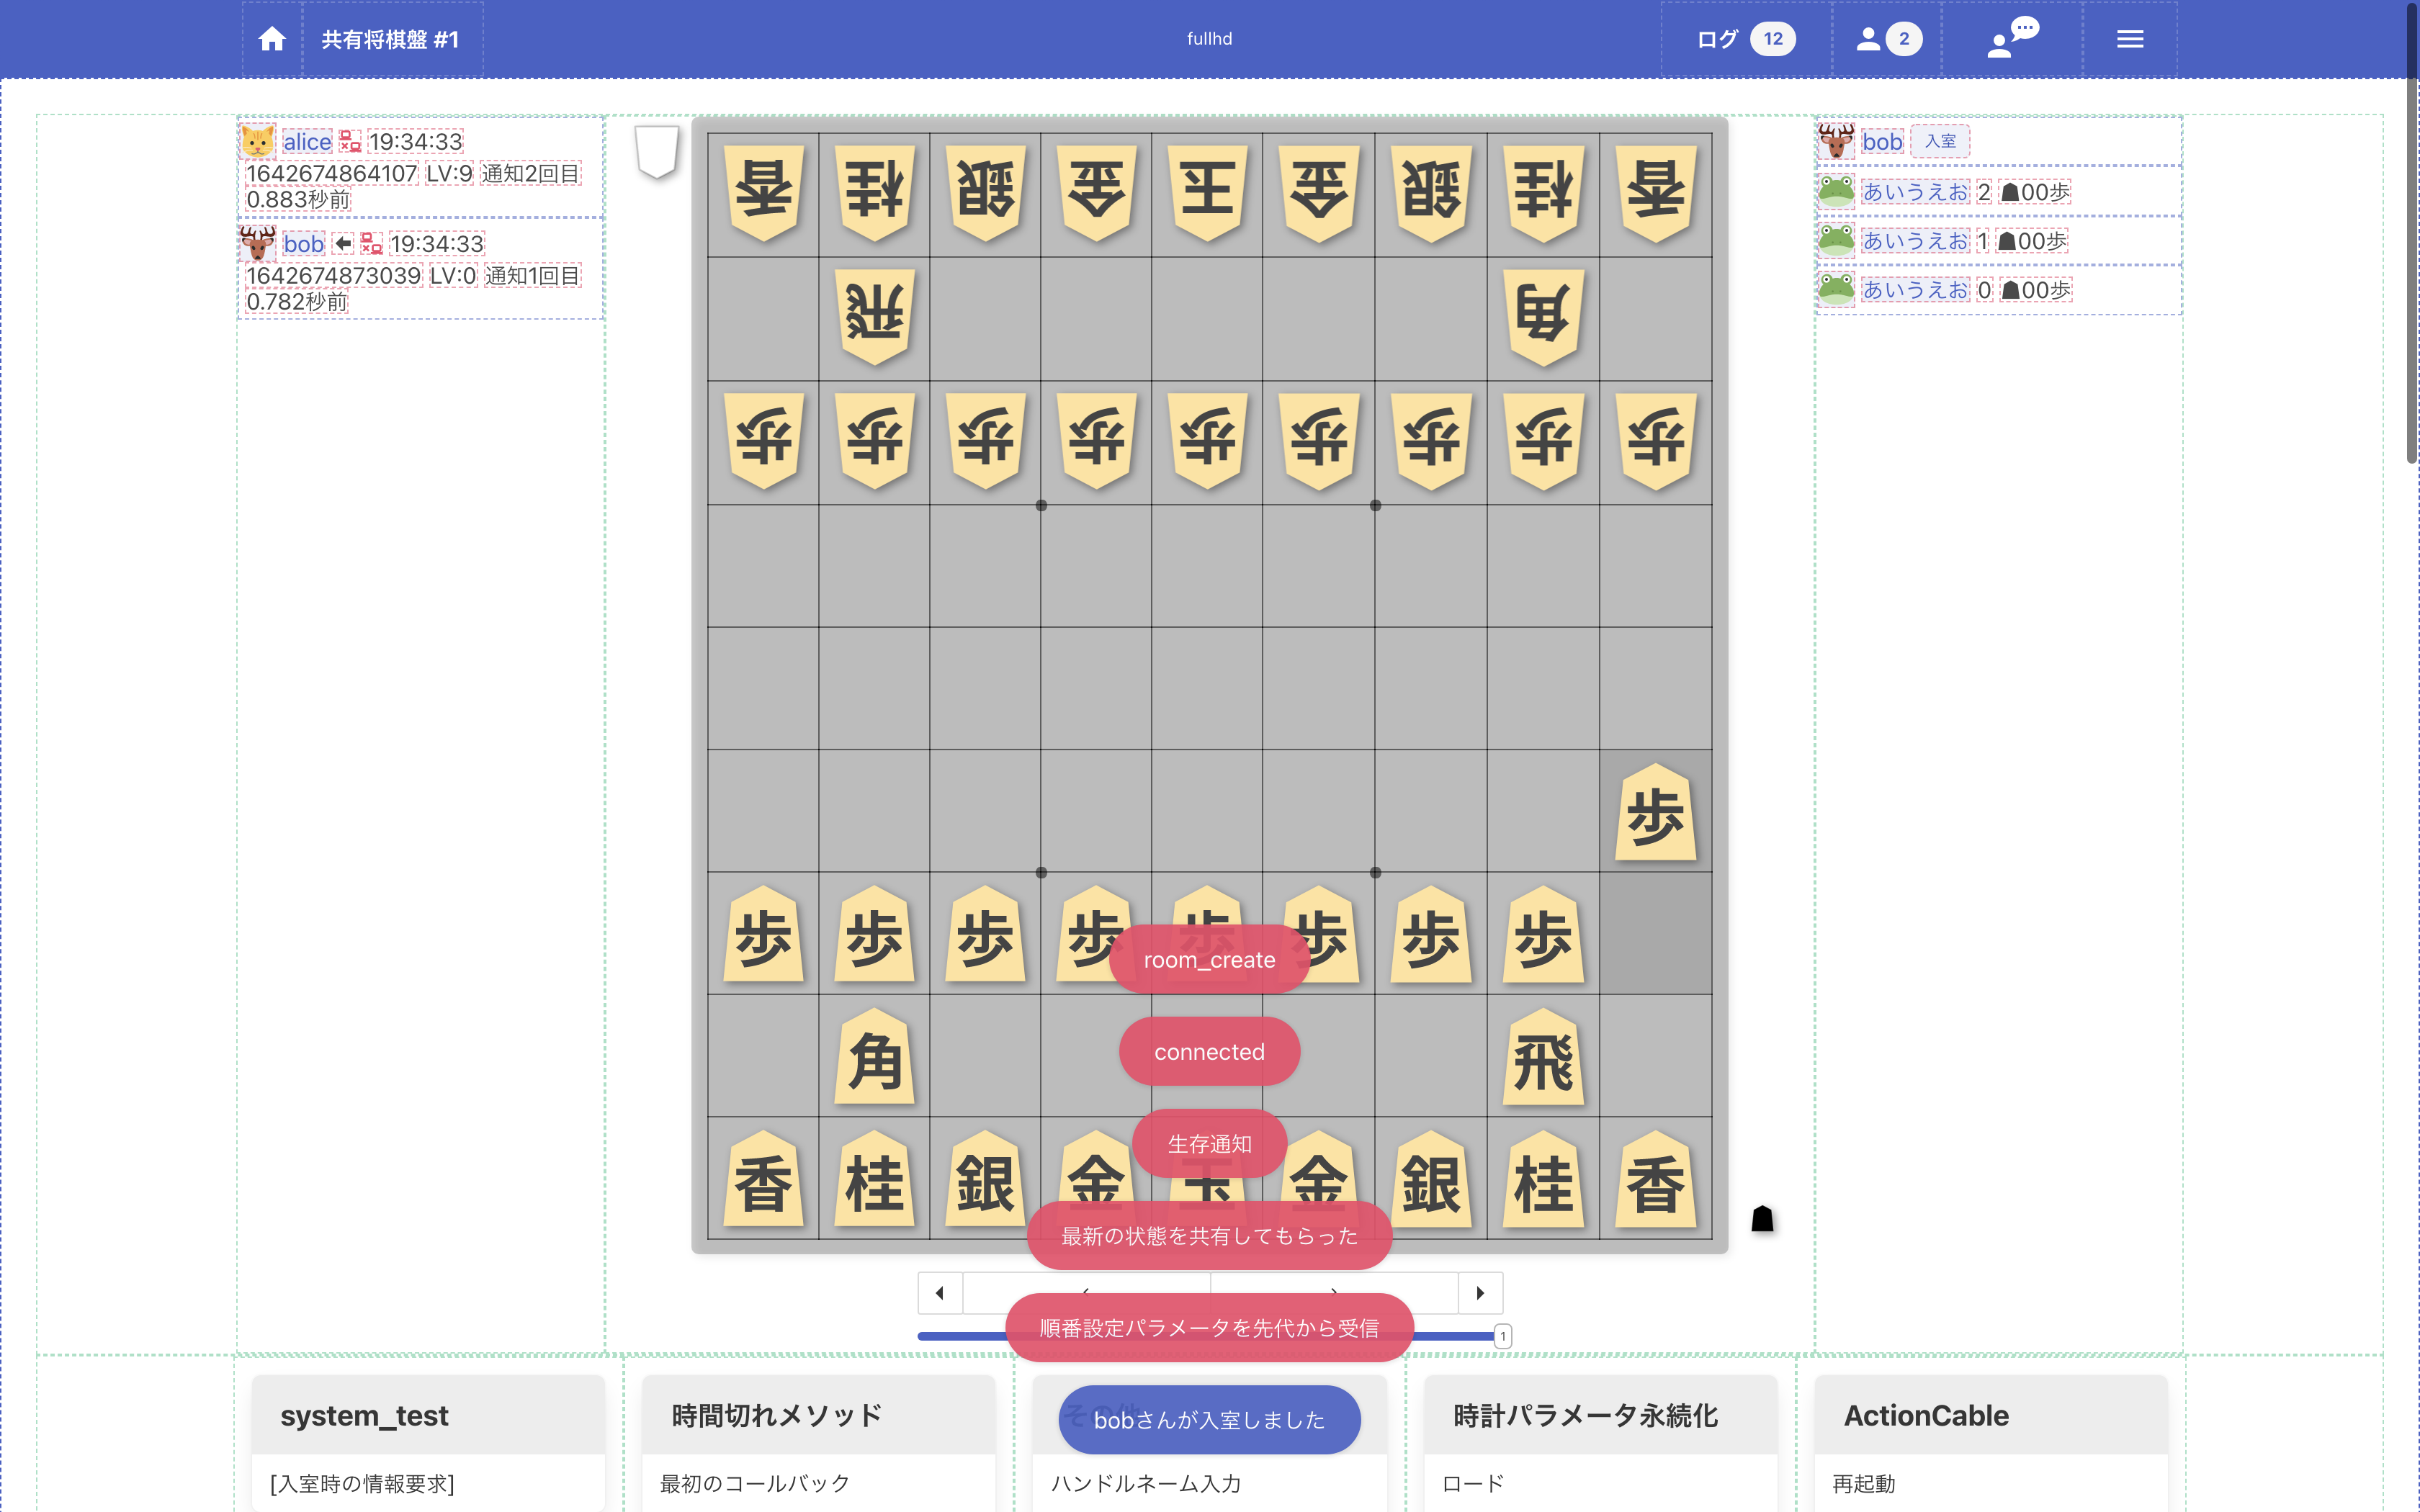 共有将棋盤 #1
fullhd
ログ 12
2
alice 19:34:33
1642674864107 LV:9 通知2回目
0.883秒前
bob 19:34:33
1642674873039 LV:0 通知1回目
0.782秒前
香 桂 銀 金 玉 金 銀 桂 香
飛 角
歩 歩 歩 歩 歩 歩 歩 歩 歩
歩
歩 歩 歩 歩 歩 歩 歩 歩
角 飛
香 桂 銀 金 玉 金 銀 桂 香
bob 入室
あいうえお 2 ☗00歩
あいうえお 1 ☗00歩
あいうえお 0 ☗00歩
room_create
connected
生存通知
最新の状態を共有してもらった
順番設定パラメータを先代から受信
1
bobさんが入室しました
system_test
[入室時の情報要求]
時間切れメソッド
最初のコールバック
その他
ハンドルネーム入力
時計パラメータ永続化
ロード
ActionCable
再起動